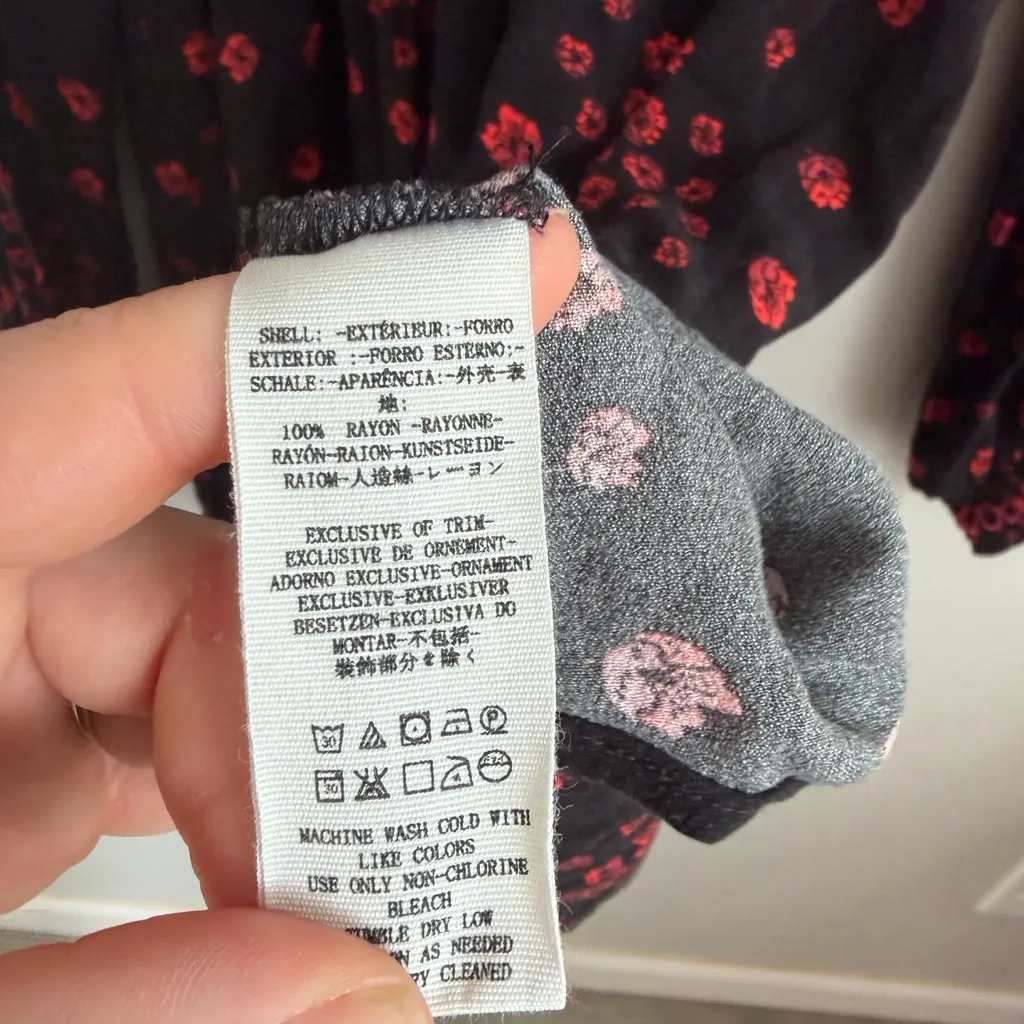 SHELL: -EXTÉRIEUR:-FORRO
EXTERIOR :-FORRO ESTERNO:-
SCHALE:-APARÊNCIA:-外壳-表
地:
100% RAYON -RAYONNE-
RAYÓN-RAION-KUNSTSEIDE-
RAIOM-人造絲-レーヨン
EXCLUSIVE OF TRIM-
EXCLUSIVE DE ORNEMENT-
ADORNO EXCLUSIVE-ORNAMENT
EXCLUSIVE-EXKLUSIVER
BESETZEN-EXCLUSIVA DO
MONTAR-不包括-
裝飾部分を除く
30 P
30
MACHINE WASH COLD WITH
LIKE COLORS
USE ONLY NON-CHLORINE
BLEACH
DRY LOW
AS NEEDED
CLEANED